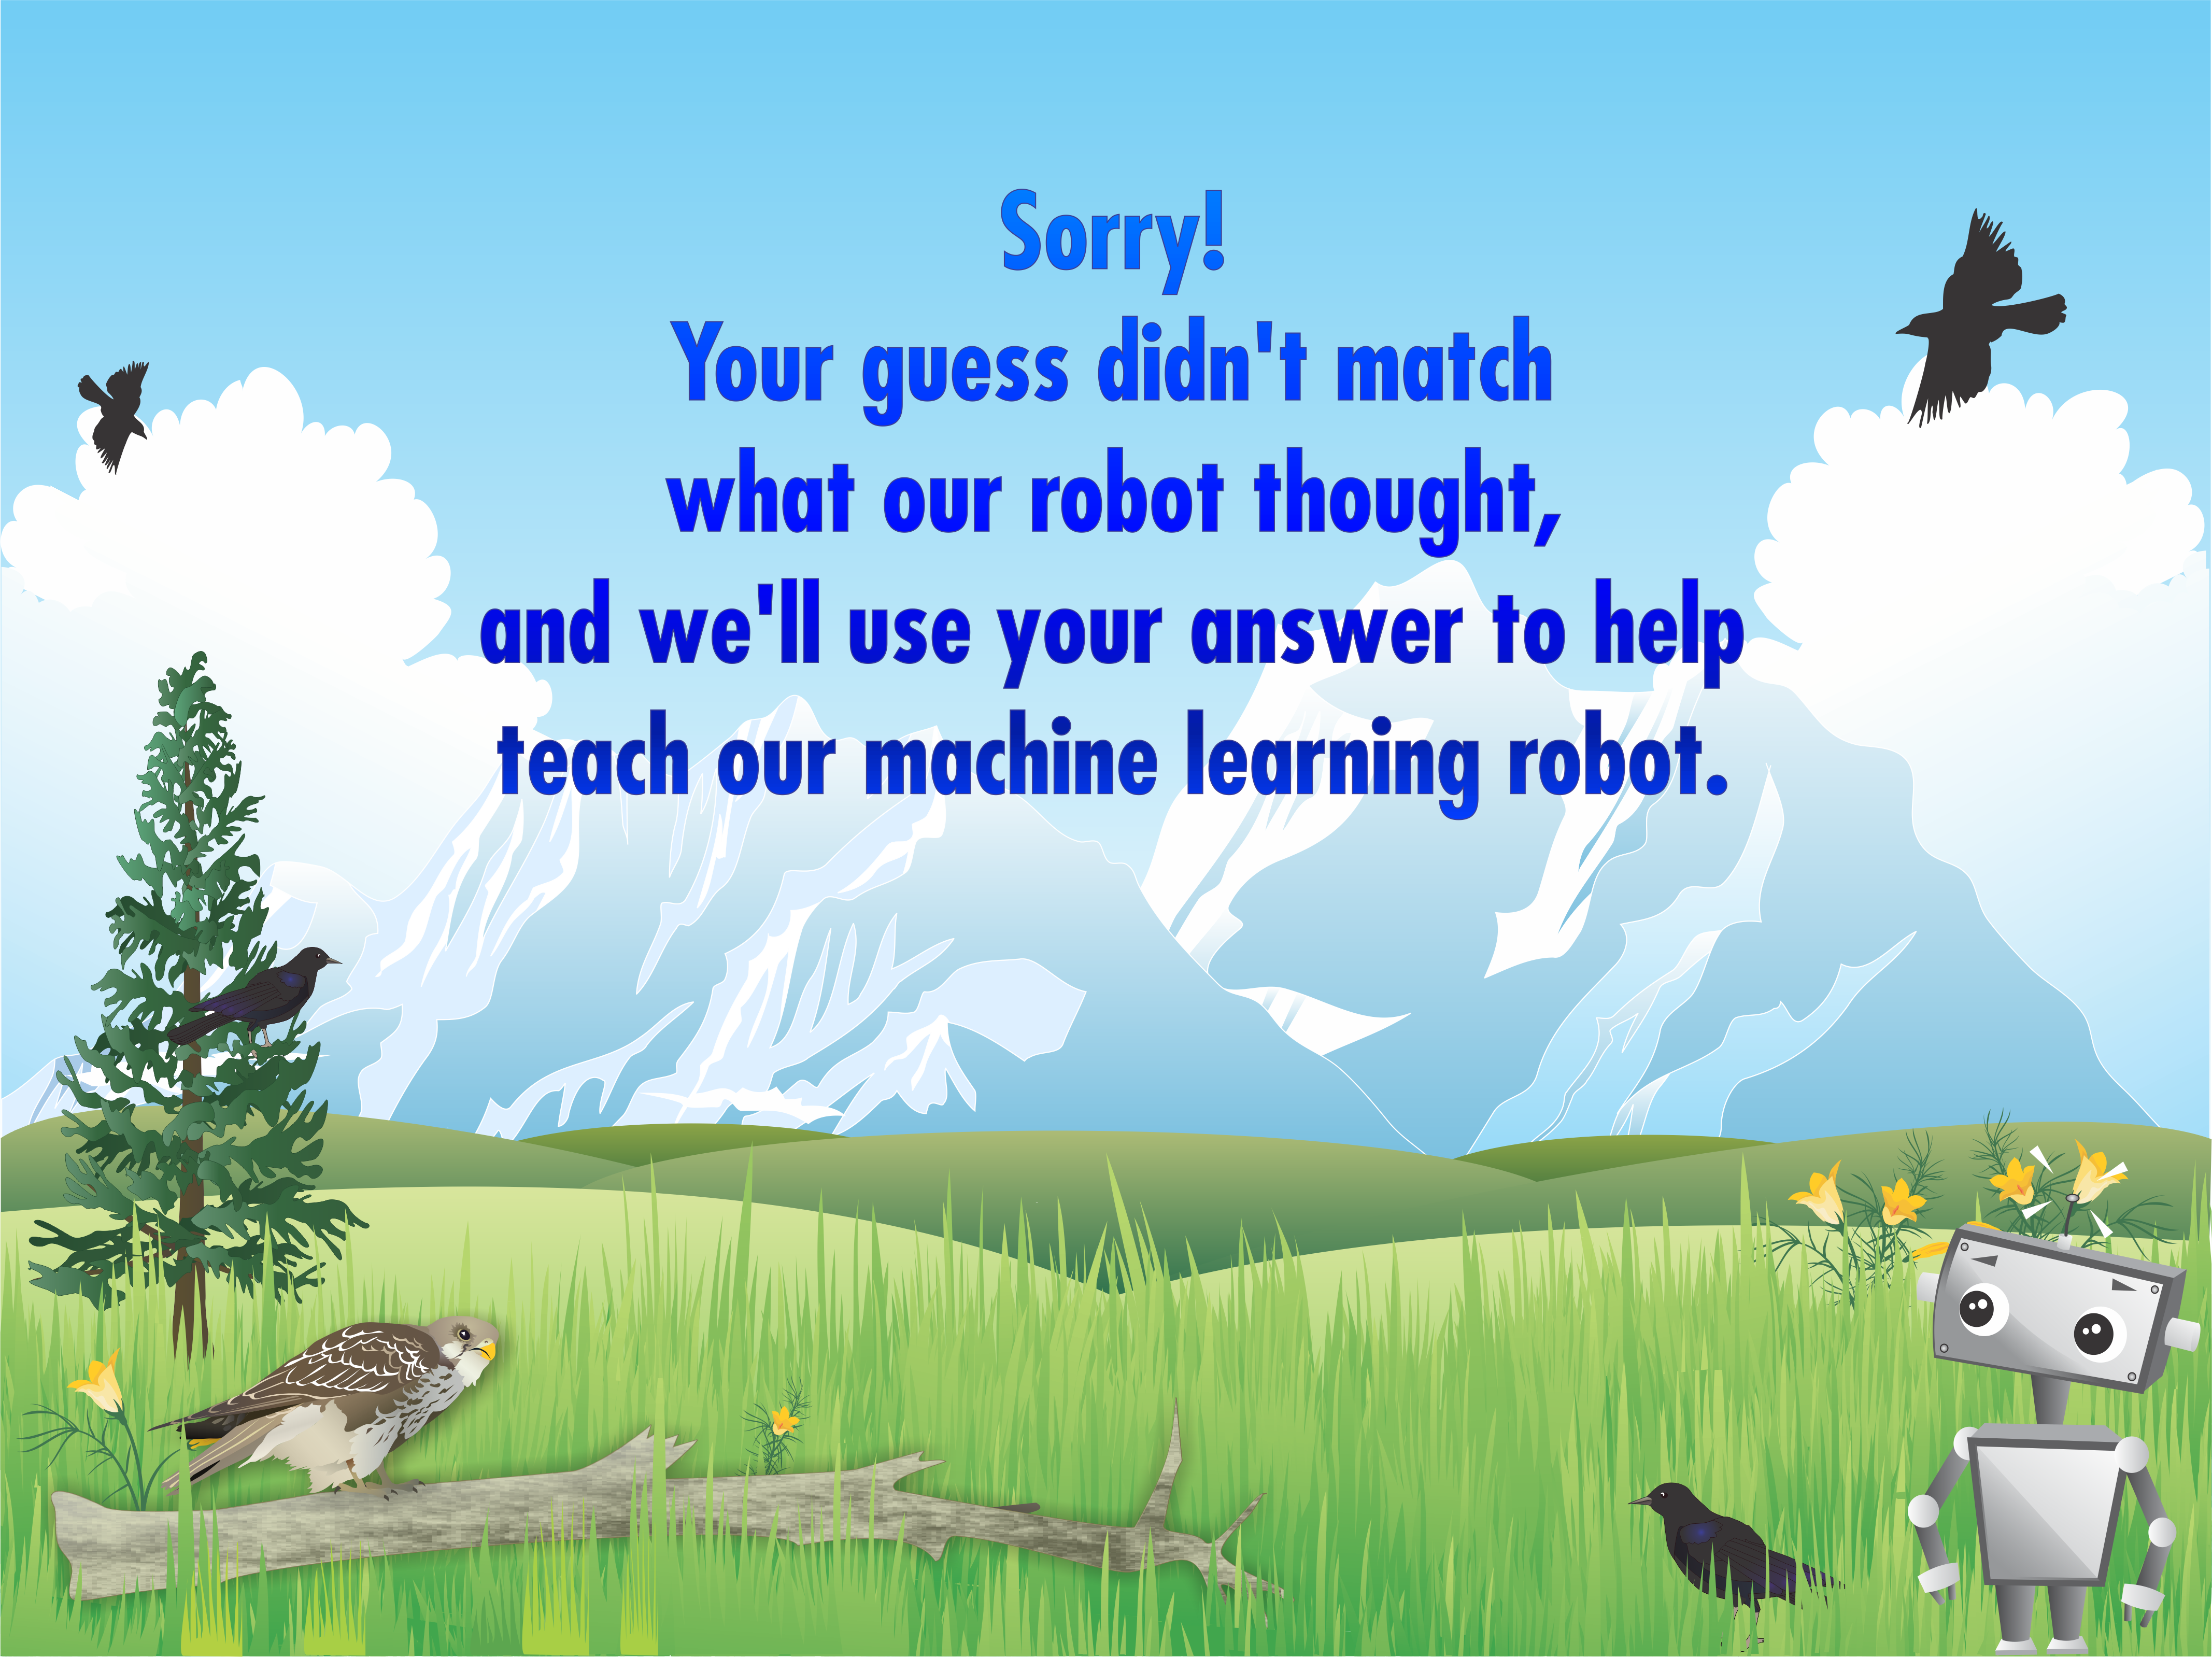 Sorry!
Your guess didn't match
what our robot thought,
and we'll use your answer to help
teach our machine learning robot.